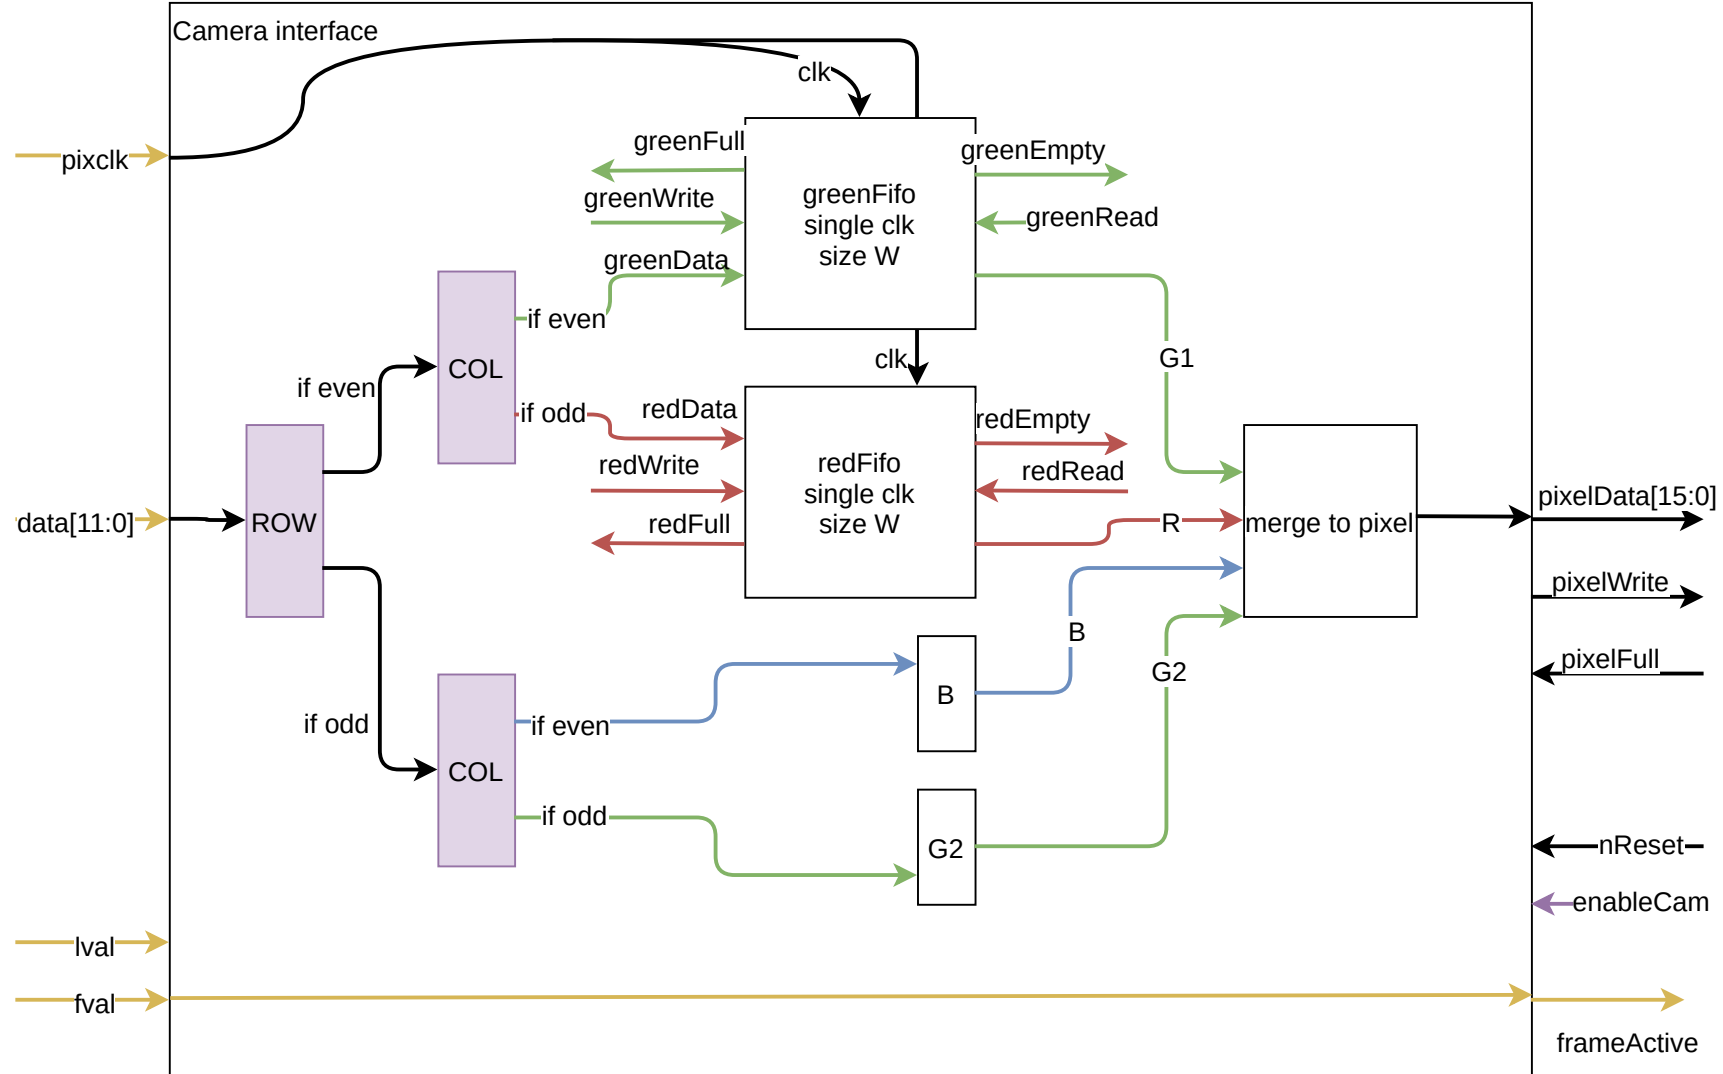 Camera interface
clk
pixclk
greenFull
greenEmpty
greenWrite
greenFifo
single clk
size W
greenRead
greenData
if even
COL
clk
G1
if even
if odd
redData
redEmpty
redWrite
redFifo
single clk
size W
redRead
redFull
R
data[11:0]
ROW
merge to pixel
pixelData[15:0]
pixelWrite
pixelFull
B
G2
B
if even
if odd
COL
if odd
G2
nReset
enableCam
lval
fval
frameActive